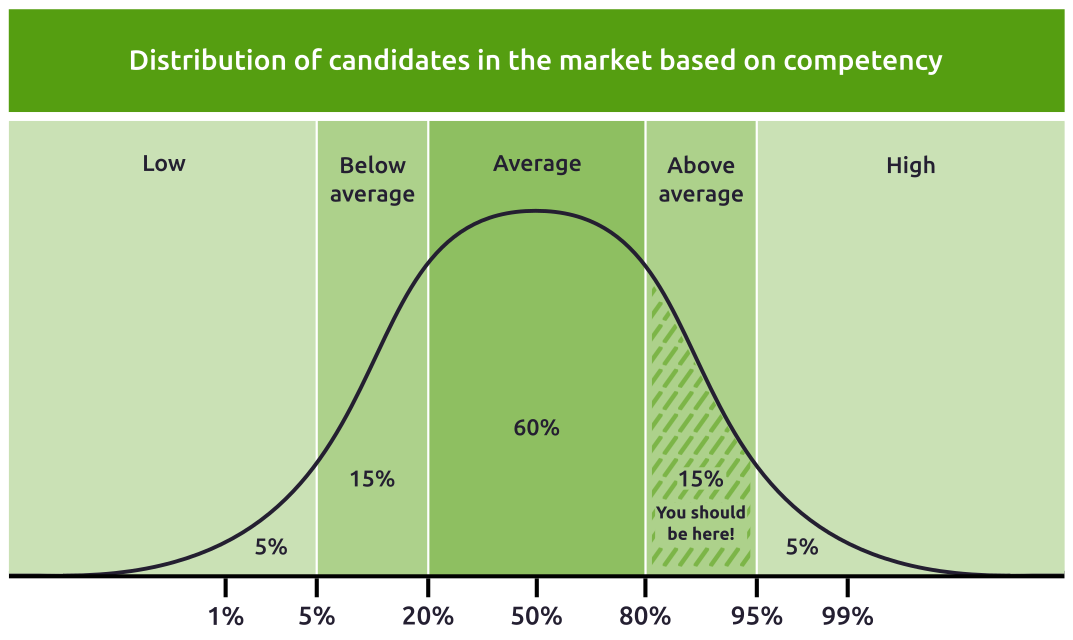 Distribution of candidates in the market based on competency
Low
Below
average
Average
Above
average
High
5%
15%
60%
15%
You should
be here!
5%
1%
5%
20%
50%
80%
95%
99%